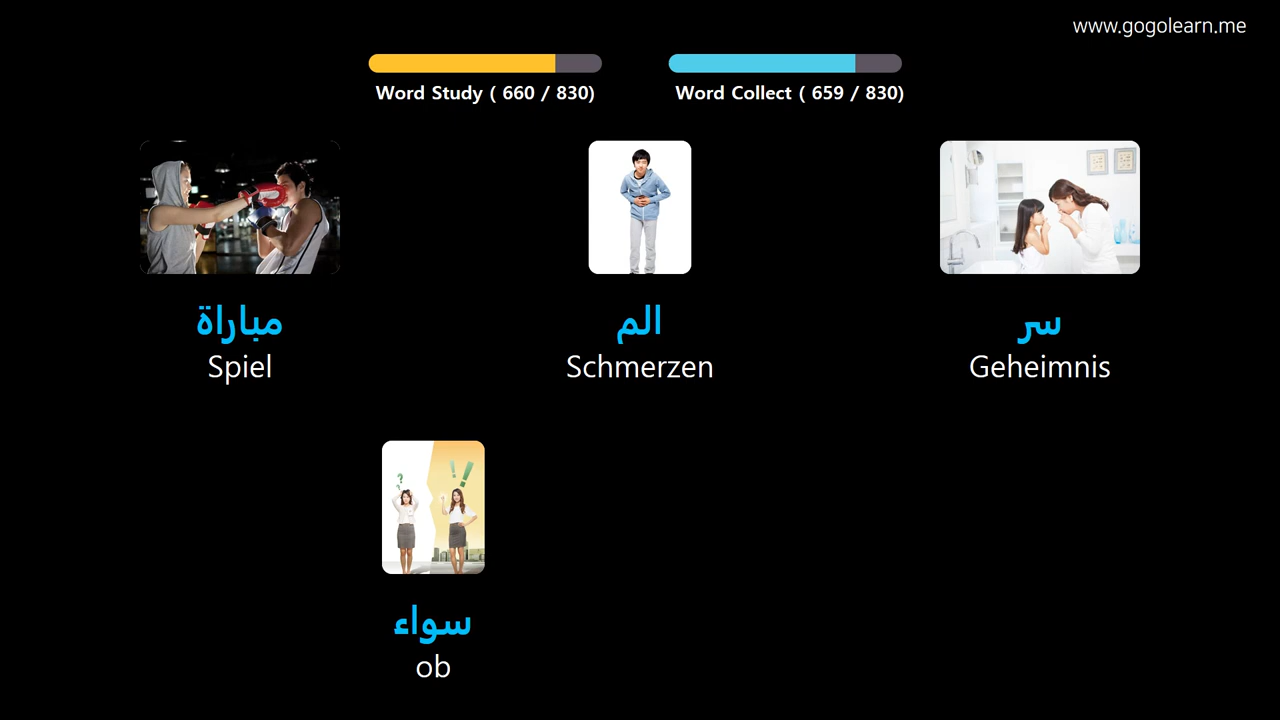 www.gogolearn.me
Word Study ( 660 / 830)
Word Collect ( 659 / 830)
مباراة
Spiel
الم
Schmerzen
سر
Geheimnis
سواء
ob